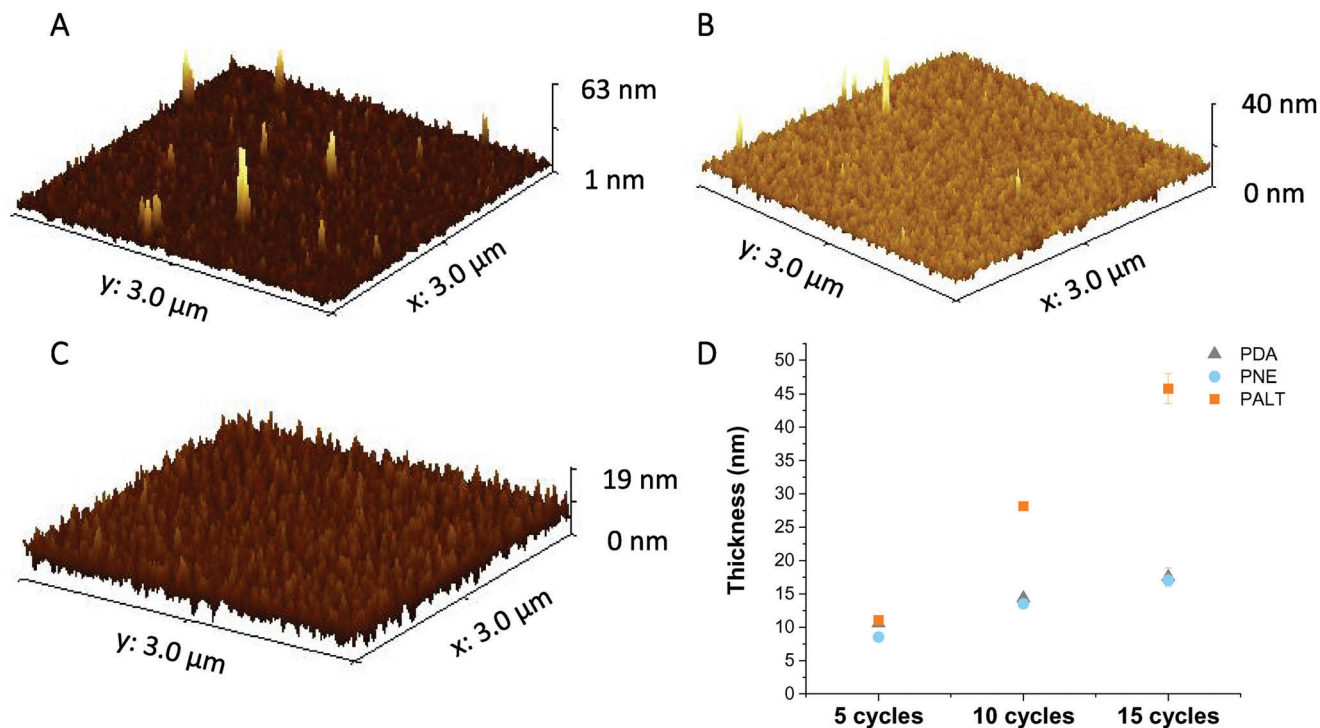 A
63 nm
1 nm
y: 3.0 µm
x: 3.0 µm
B
40 nm
0 nm
y: 3.0 µm
x: 3.0 µm
C
19 nm
0 nm
y: 3.0 µm
x: 3.0 µm
D
PDA
PNE
PALT
Thickness (nm)
50
45
40
35
30
25
20
15
10
5
0
5 cycles
10 cycles
15 cycles